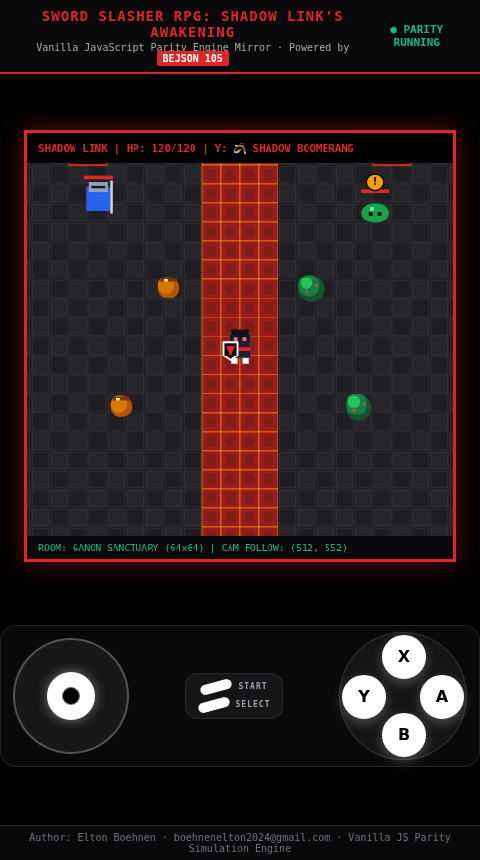 SWORD SLASHER RPG: SHADOW LINK'S
AWAKENING
Vanilla JavaScript Parity Engine Mirror · Powered by
BEJSON 105
● PARITY
RUNNING
SHADOW LINK | HP: 120/120 | Y: 🪃 SHADOW BOOMERANG
!
ROOM: GANON SANCTUARY (64x64) | CAM FOLLOW: (512, 552)
X
Y
A
B
START
SELECT
Author: Elton Boehnen · boehnenelton2024@gmail.com · Vanilla JS Parity
Simulation Engine